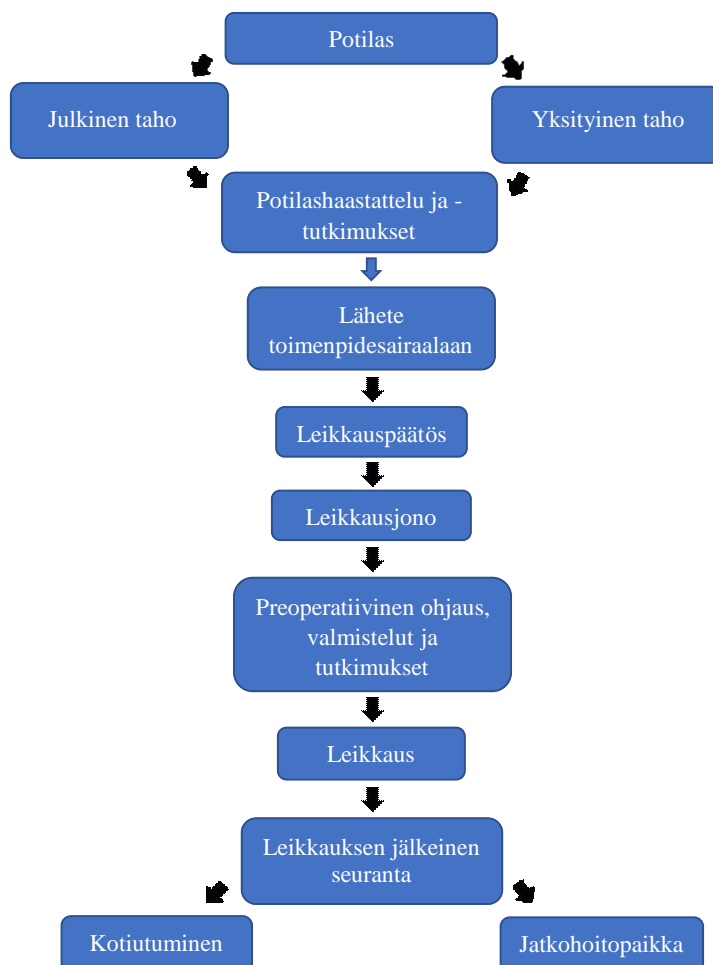 Potilas
Julkinen taho
Yksityinen taho
Potilashaastattelu ja -
tutkimukset
Lähete
toimenpidesairaalaan
Leikkauspäätös
Leikkausjono
Preoperatiivinen ohjaus,
valmistelut ja
tutkimukset
Leikkaus
Leikkauksen jälkeinen
seuranta
Kotiutuminen
Jatkohoitopaikka